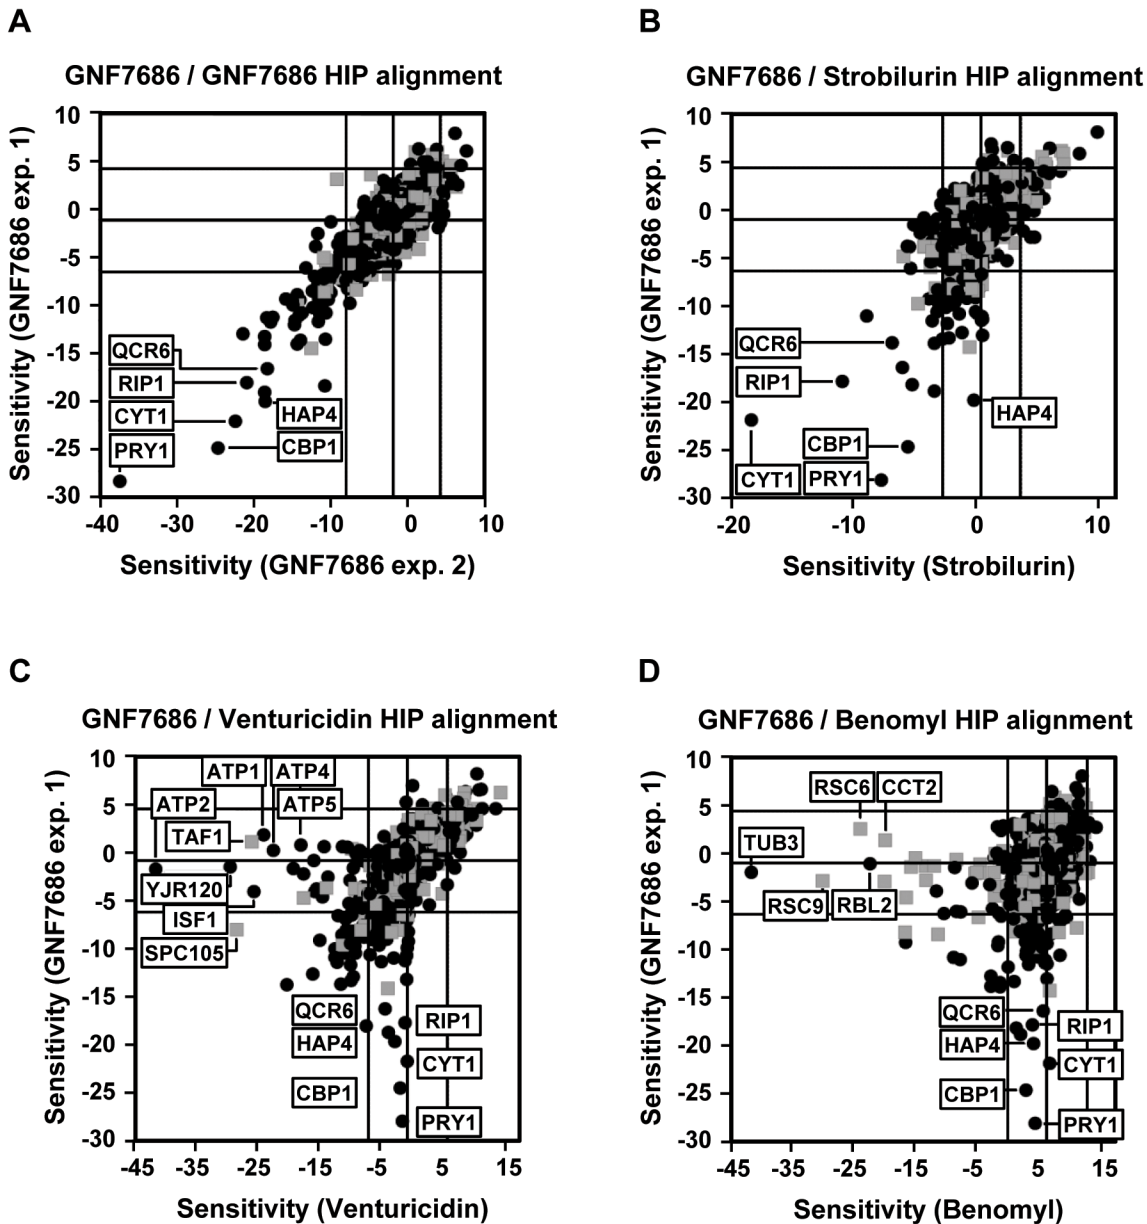 A
GNF7686 / GNF7686 HIP alignment
Sensitivity (GNF7686 exp. 1)
10
5
0
-5
-10
-15
-20
-25
-30
QCR6
RIP1
CYT1
PRY1
HAP4
CBP1
-40 -30 -20 -10 0 10
Sensitivity (GNF7686 exp. 2)
B
GNF7686 / Strobilurin HIP alignment
Sensitivity (GNF7686 exp. 1)
10
5
0
-5
-10
-15
-20
-25
-30
QCR6
RIP1
HAP4
CBP1
CYT1
PRY1
-20 -10 0 10
Sensitivity (Strobilurin)
C
GNF7686 / Venturicidin HIP alignment
Sensitivity (GNF7686 exp. 1)
10
5
0
-5
-10
-15
-20
-25
-30
ATP1
ATP4
ATP2
ATP5
TAF1
YJR120
ISF1
SPC105
QCR6
RIP1
HAP4
CYT1
CBP1
PRY1
-45 -35 -25 -15 -5 5 15
Sensitivity (Venturicidin)
D
GNF7686 / Benomyl HIP alignment
Sensitivity (GNF7686 exp. 1)
10
5
0
-5
-10
-15
-20
-25
-30
RSC6
CCT2
TUB3
RSC9
RBL2
QCR6
RIP1
HAP4
CYT1
CBP1
PRY1
-45 -35 -25 -15 -5 5 15
Sensitivity (Benomyl)